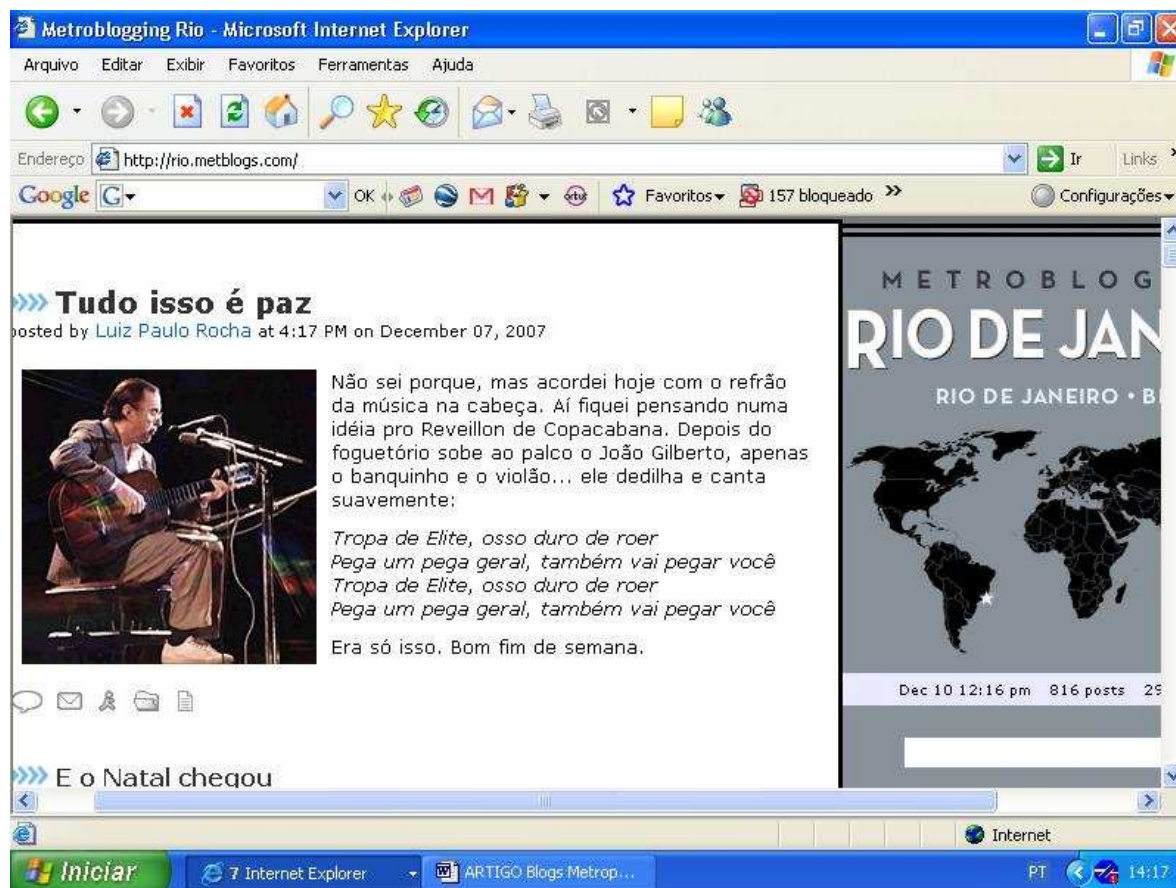 Metroblogging Rio - Microsoft Internet Explorer
Arquivo Editar Exibir Favoritos Ferramentas Ajuda
Endereço http://rio.metblogs.com/ Ir Links
Google G OK Favoritos 157 bloqueado Configurações
METROBLOG
RIO DE JAN
RIO DE JANEIRO • B
Tudo isso é paz
posted by Luiz Paulo Rocha at 4:17 PM on December 07, 2007
Não sei porque, mas acordei hoje com o refrão
da música na cabeça. Aí fiquei pensando numa
idéia pro Reveillon de Copacabana. Depois do
foguetório sobe ao palco o João Gilberto, apenas
o banquinho e o violão... ele dedilha e canta
suavemente:
Tropa de Elite, osso duro de roer
Pega um pega geral, também vai pegar você
Tropa de Elite, osso duro de roer
Pega um pega geral, também vai pegar você
Era só isso. Bom fim de semana.
Dec 10 12:16 pm 816 posts 29
E o Natal chegou
Internet
Iniciar 7 Internet Explorer ARTIGO Blogs Metrop... PT 14:17